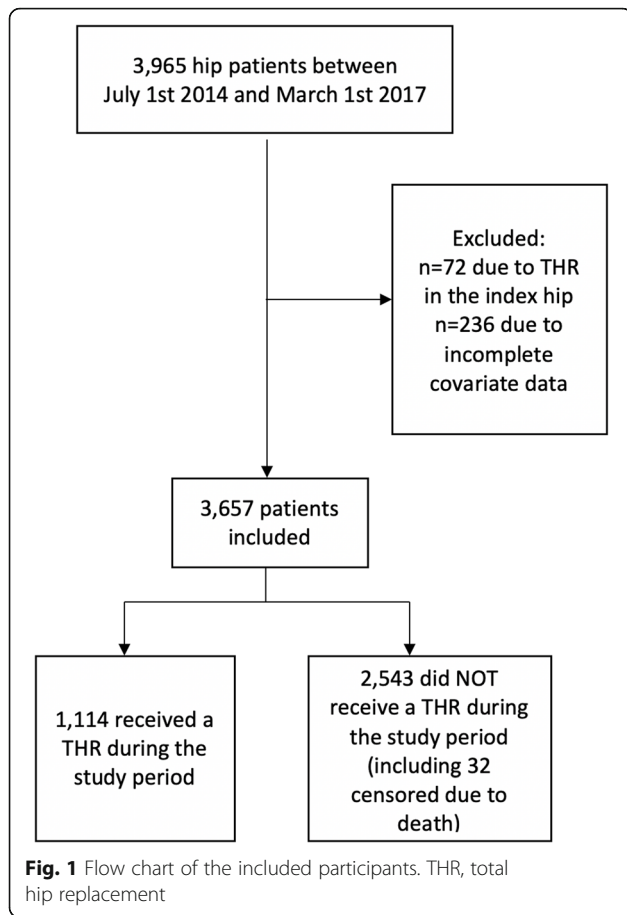 3,965 hip patients between
July 1st 2014 and March 1st 2017
Excluded:
n=72 due to THR
in the index hip
n=236 due to
incomplete
covariate data
3,657 patients
included
1,114 received a
THR during the
study period
2,543 did NOT
receive a THR during
the study period
(including 32
censored due to
death)
Fig. 1 Flow chart of the included participants. THR, total
hip replacement